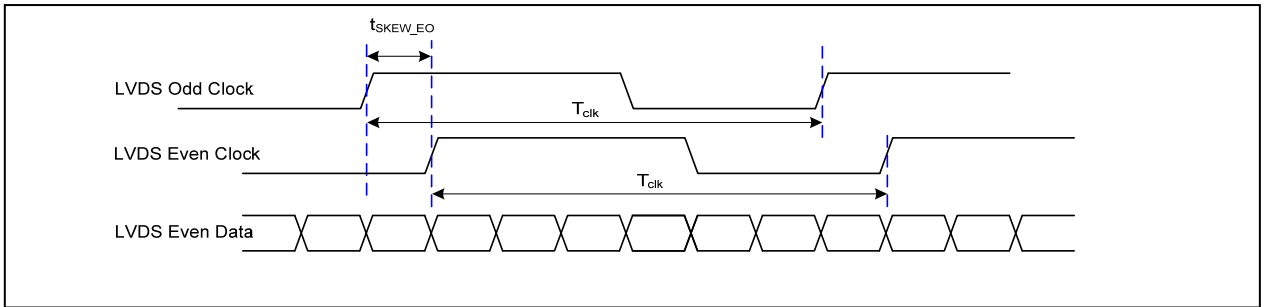 tSKEW_EO
LVDS Odd Clock
Tclk
LVDS Even Clock
Tclk
LVDS Even Data